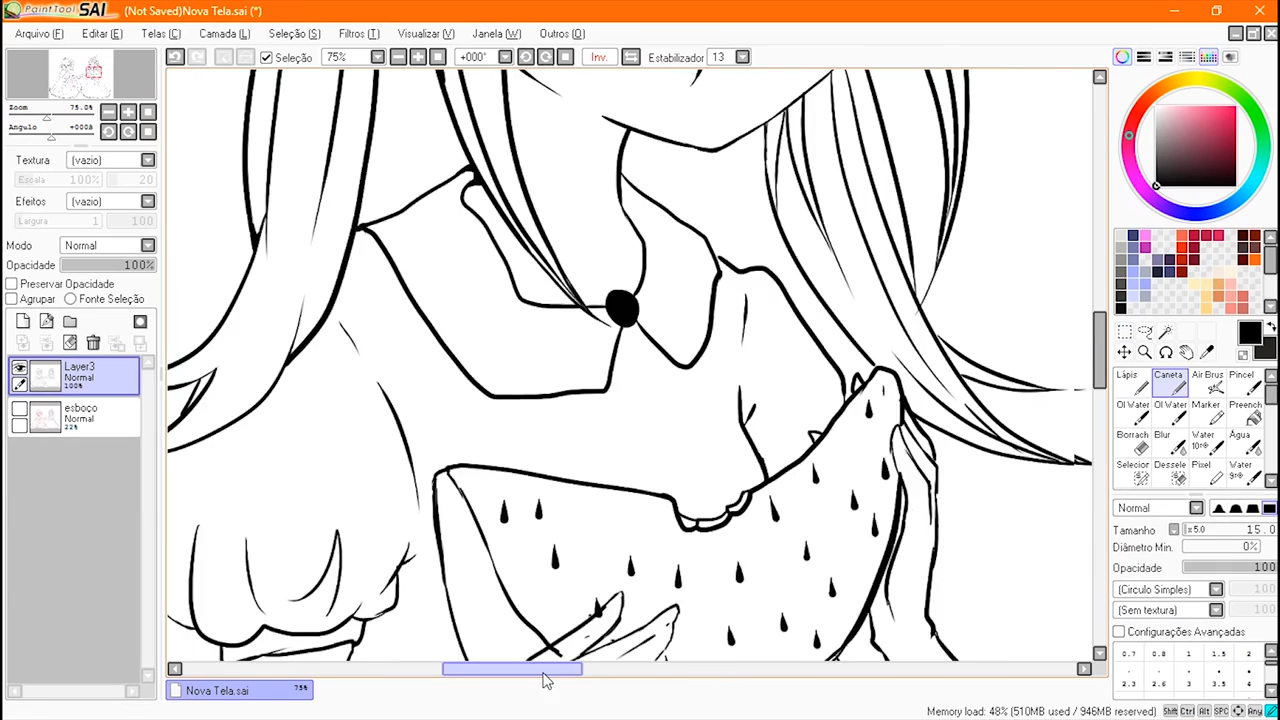 PaintTool SAI (Not Saved)Nova Tela.sai (*)
Arquivo (F) Editar (E) Telas (C) Camada (L) Seleção (S) Filtros (T) Visualizar (V) Janela (W) Outros (O)
Seleção 75% +000° Inv. Estabilizador 13
Zoom 75.0%
Angulo +000ß
Textura (vazio)
Escala 100% 20
Efeitos (vazio)
Largura 1 100
Modo Normal
Opacidade 100%
Preservar Opacidade
Agrupar Fonte Seleção
Layer3
Normal
100%
esboço
Normal
22%
Lápis Caneta Air Brus Pincel
Ol Water Ol Water Marker Preench
Borrach Blur Water Água
Selecior Dessele Pixel Water
Normal
Tamanho x5.0 15.0
Diâmetro Min. 0%
Opacidade 100
(Circulo Simples) 100
(Sem textura) 100
Configurações Avançadas
0.7 0.8 1 1.5 2
2.3 2.6 3 3.5 4
Nova Tela.sai 75%
Memory load: 48% (510MB used / 946MB reserved) Shift Ctrl Alt SPC Any